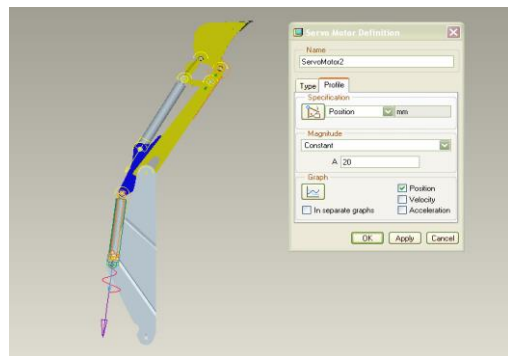 Servo Motor Definition
Name
ServoMotor2
Type Profile
Specification
Position mm
Magnitude
Constant
A 20
Graph
Position
Velocity
In separate graphs Acceleration
OK Apply Cancel